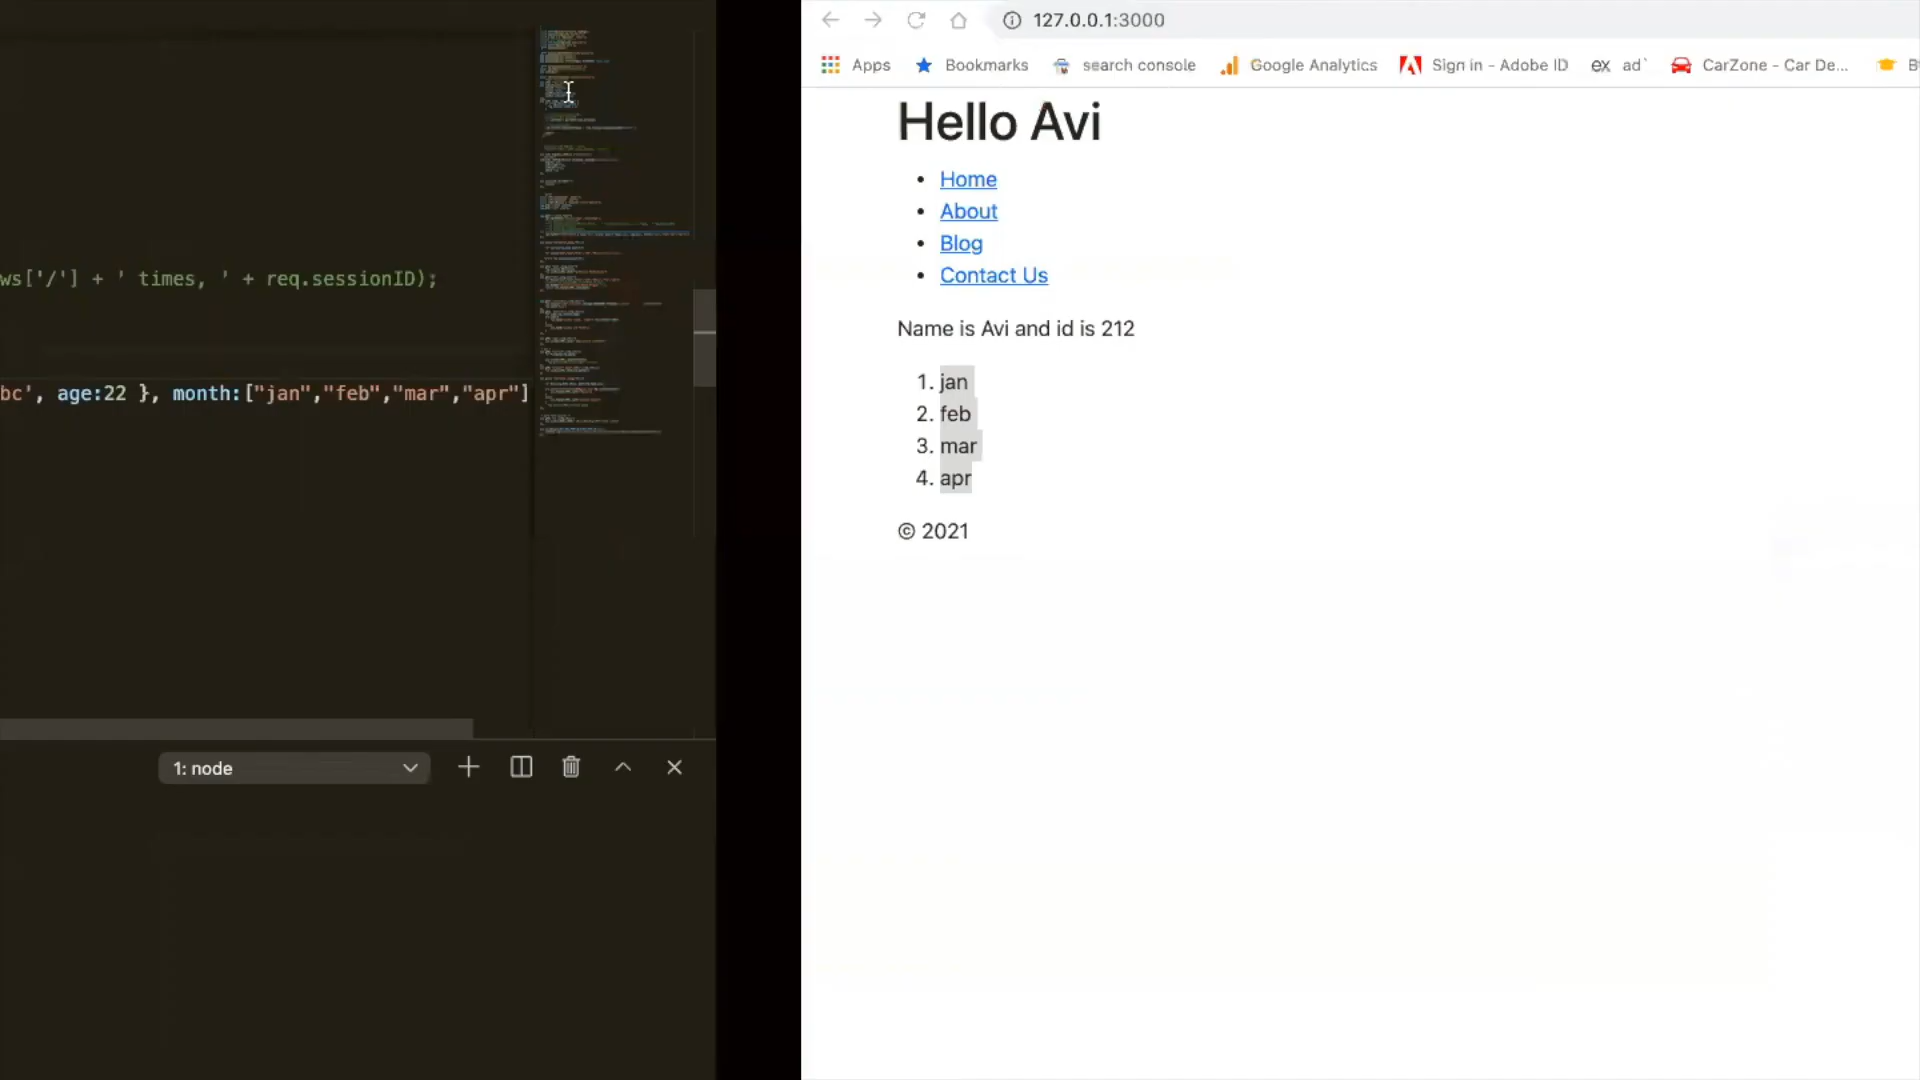 ws['/'] + ' times, ' + req.sessionID);
bc', age:22 }, month:["jan","feb","mar","apr"]
1: node
127.0.0.1:3000
Apps Bookmarks search console Google Analytics Sign in - Adobe ID ex ad` CarZone - Car De...
Hello Avi
• Home
• About
• Blog
• Contact Us
Name is Avi and id is 212
1. jan
2. feb
3. mar
4. apr
© 2021